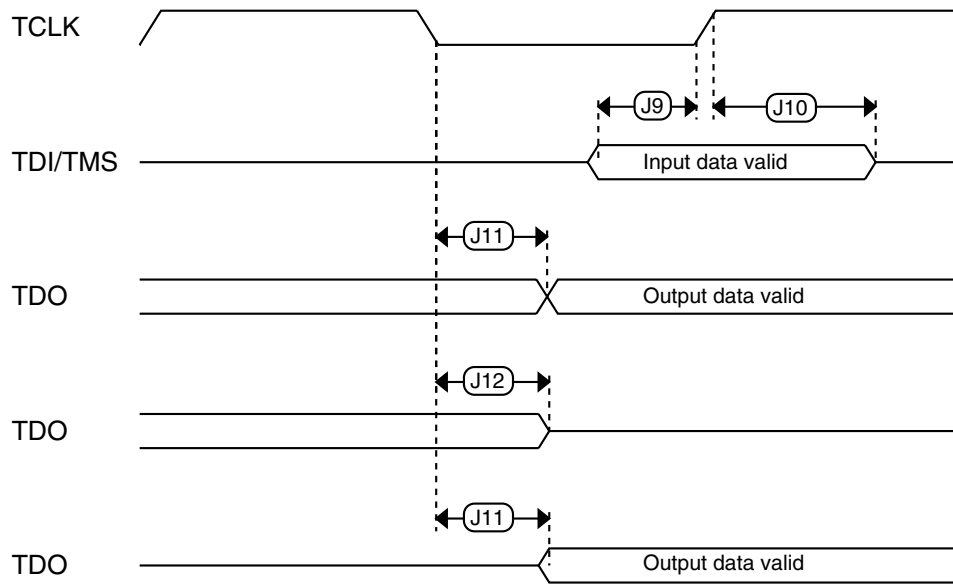 TCLK
J9
J10
TDI/TMS
Input data valid
J11
TDO
Output data valid
J12
TDO
J11
TDO
Output data valid